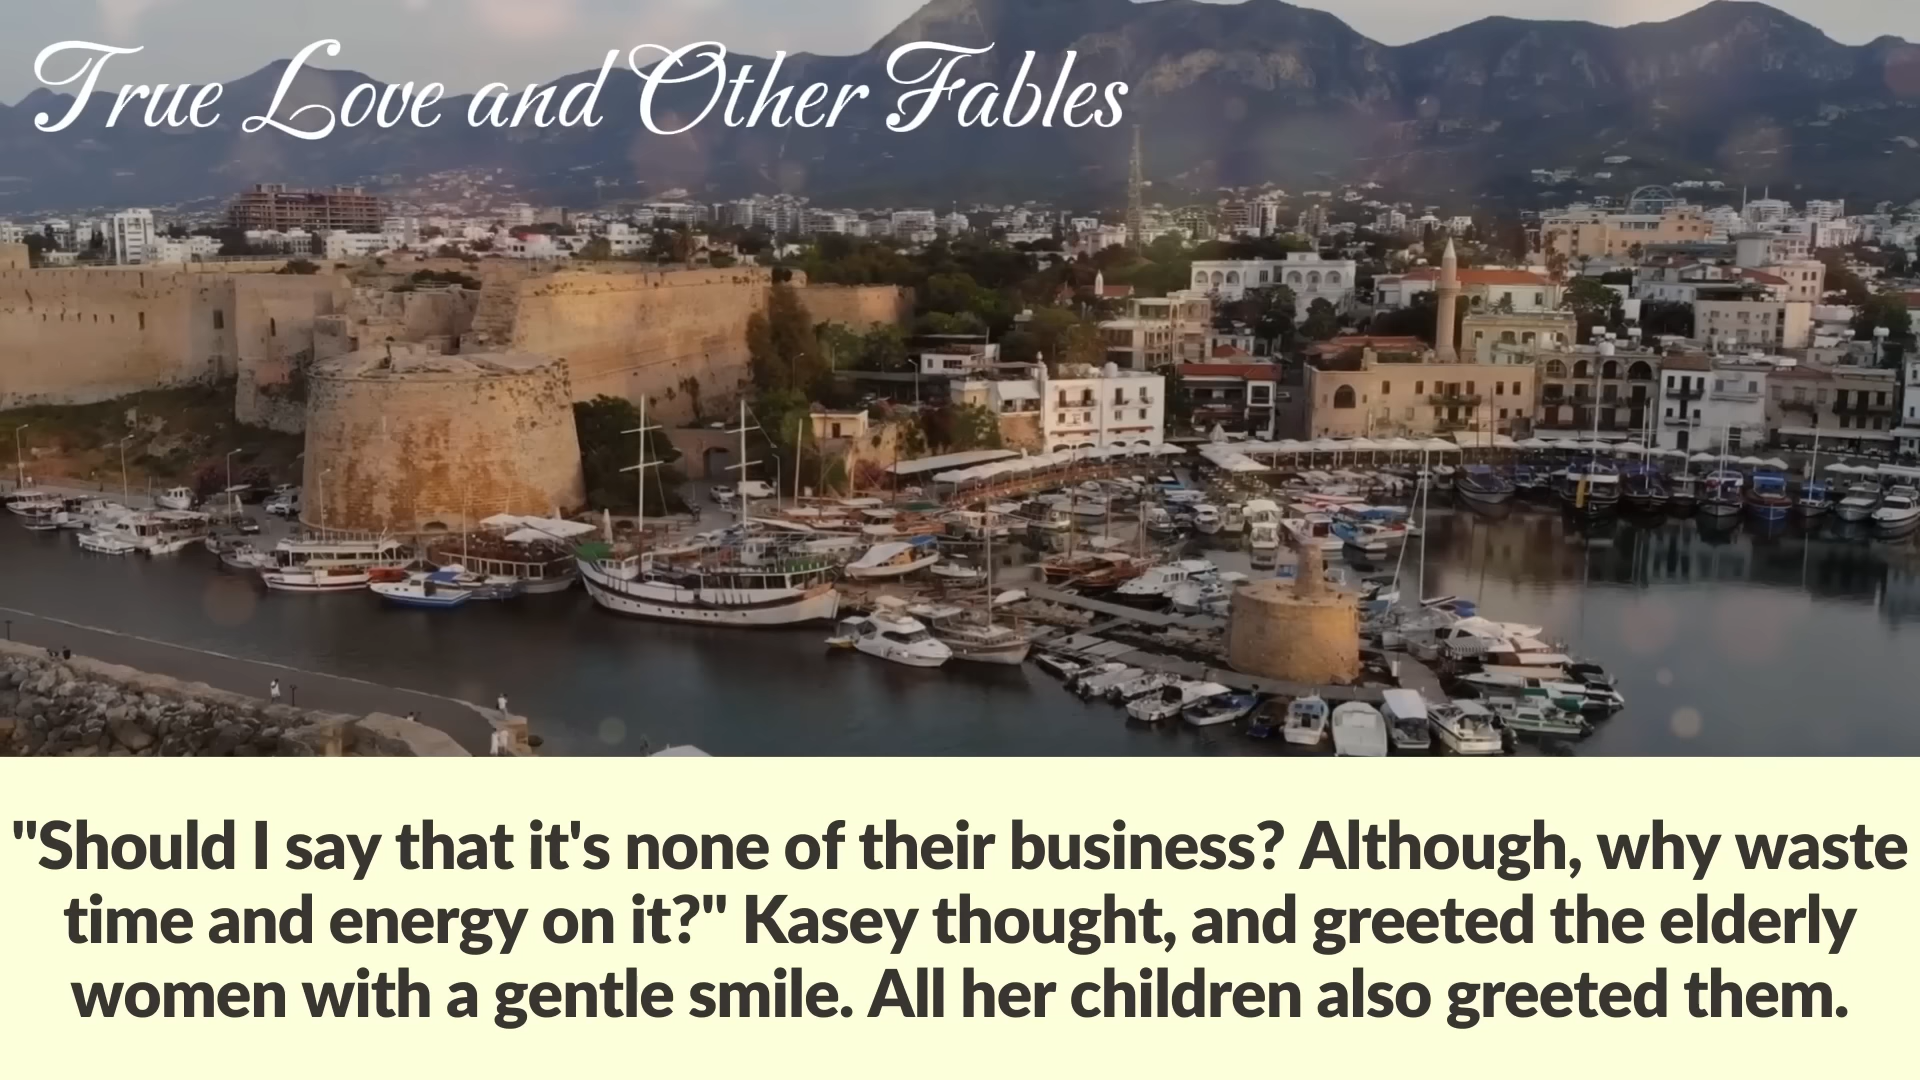 True Love and Other Fables
"Should I say that it's none of their business? Although, why waste
time and energy on it?" Kasey thought, and greeted the elderly
women with a gentle smile. All her children also greeted them.